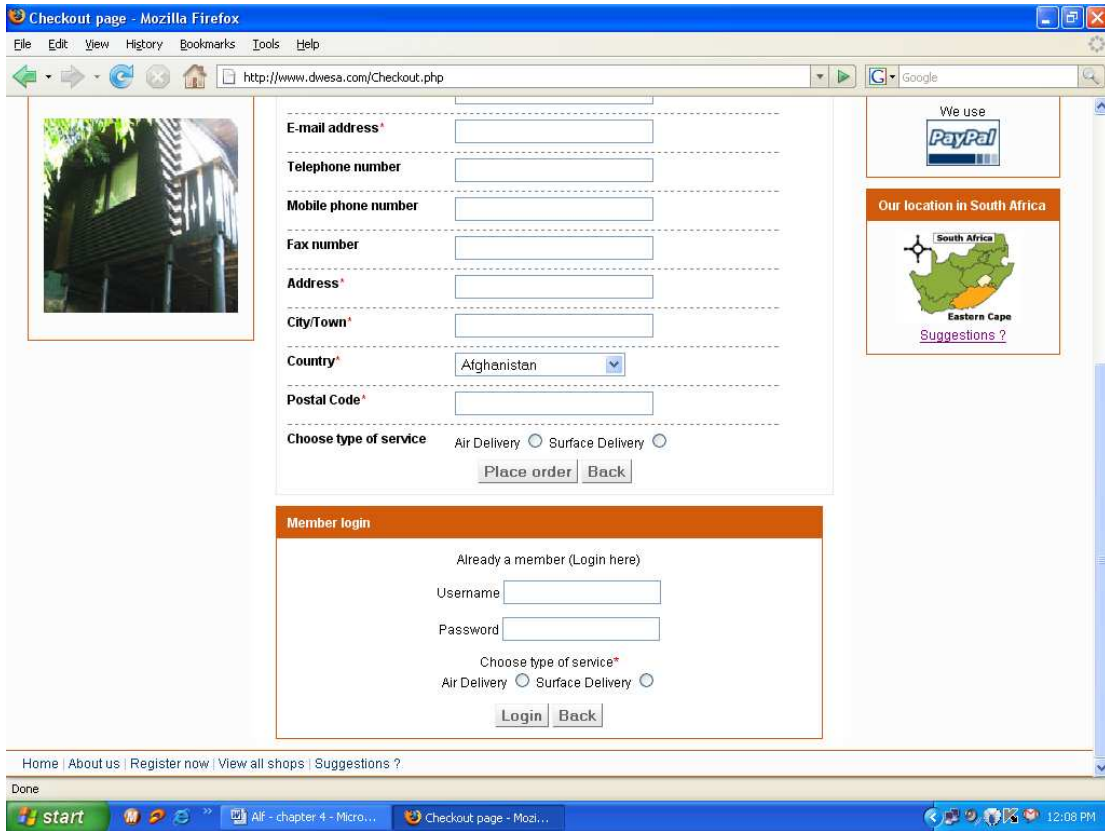 Checkout page - Mozilla Firefox
File Edit View History Bookmarks Tools Help
http://www.dwesa.com/Checkout.php
G Google
E-mail address*
Telephone number
Mobile phone number
Fax number
Address*
City/Town*
Country* Afghanistan
Postal Code*
Choose type of service Air Delivery Surface Delivery
Place order Back
Member login
Already a member (Login here)
Username
Password
Choose type of service*
Air Delivery Surface Delivery
Login Back
We use
PayPal
Our location in South Africa
South Africa
Eastern Cape
Suggestions ?
Home | About us | Register now | View all shops | Suggestions ?
Done
start Alf - chapter 4 - Micro... Checkout page - Mozi... 12:08 PM